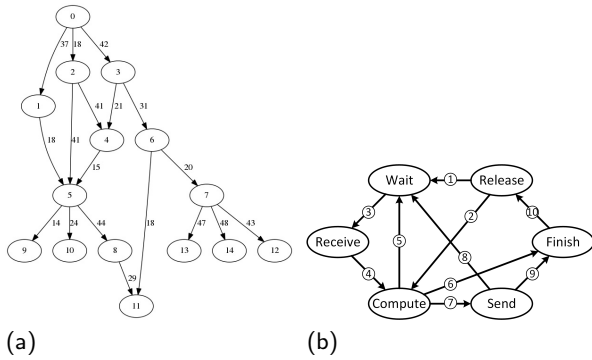 0
37 18 42
2 3
1
41 21 31
18 41 4 6
15 20
5 7
14 24 44 18 47 48 43
9 10 8 13 14 12
29
11
(a)
Wait 1 Release
3 2 10
Receive 5 8 Finish
4 6 9
Compute 7 Send
(b)